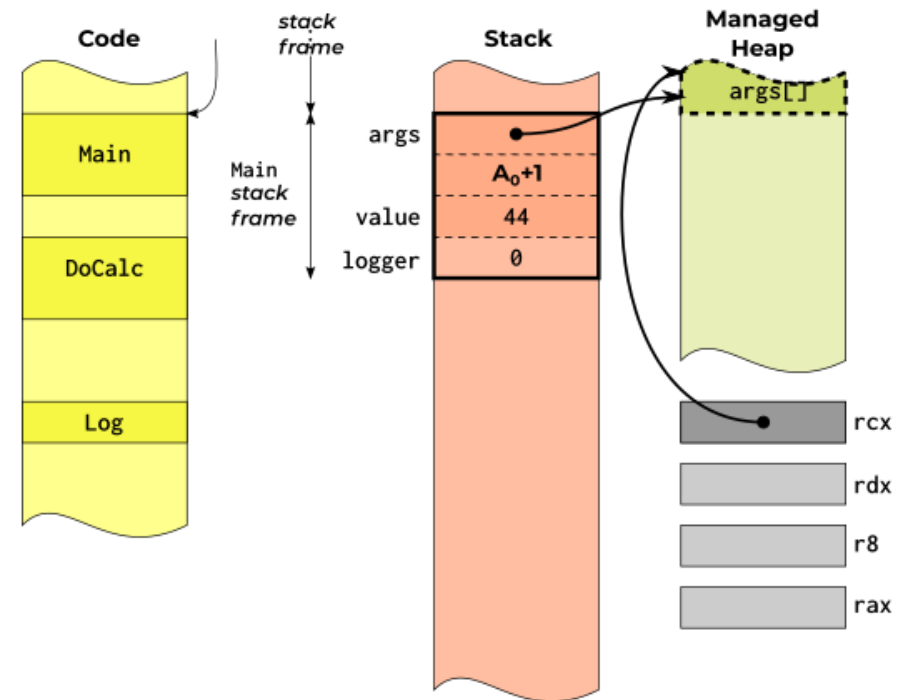 Code
stack
frame
Stack
Managed
Heap
args[]
args
Main
Main
stack
frame
A₀+1
value
44
DoCalc
logger
0
Log
rcx
rdx
r8
rax